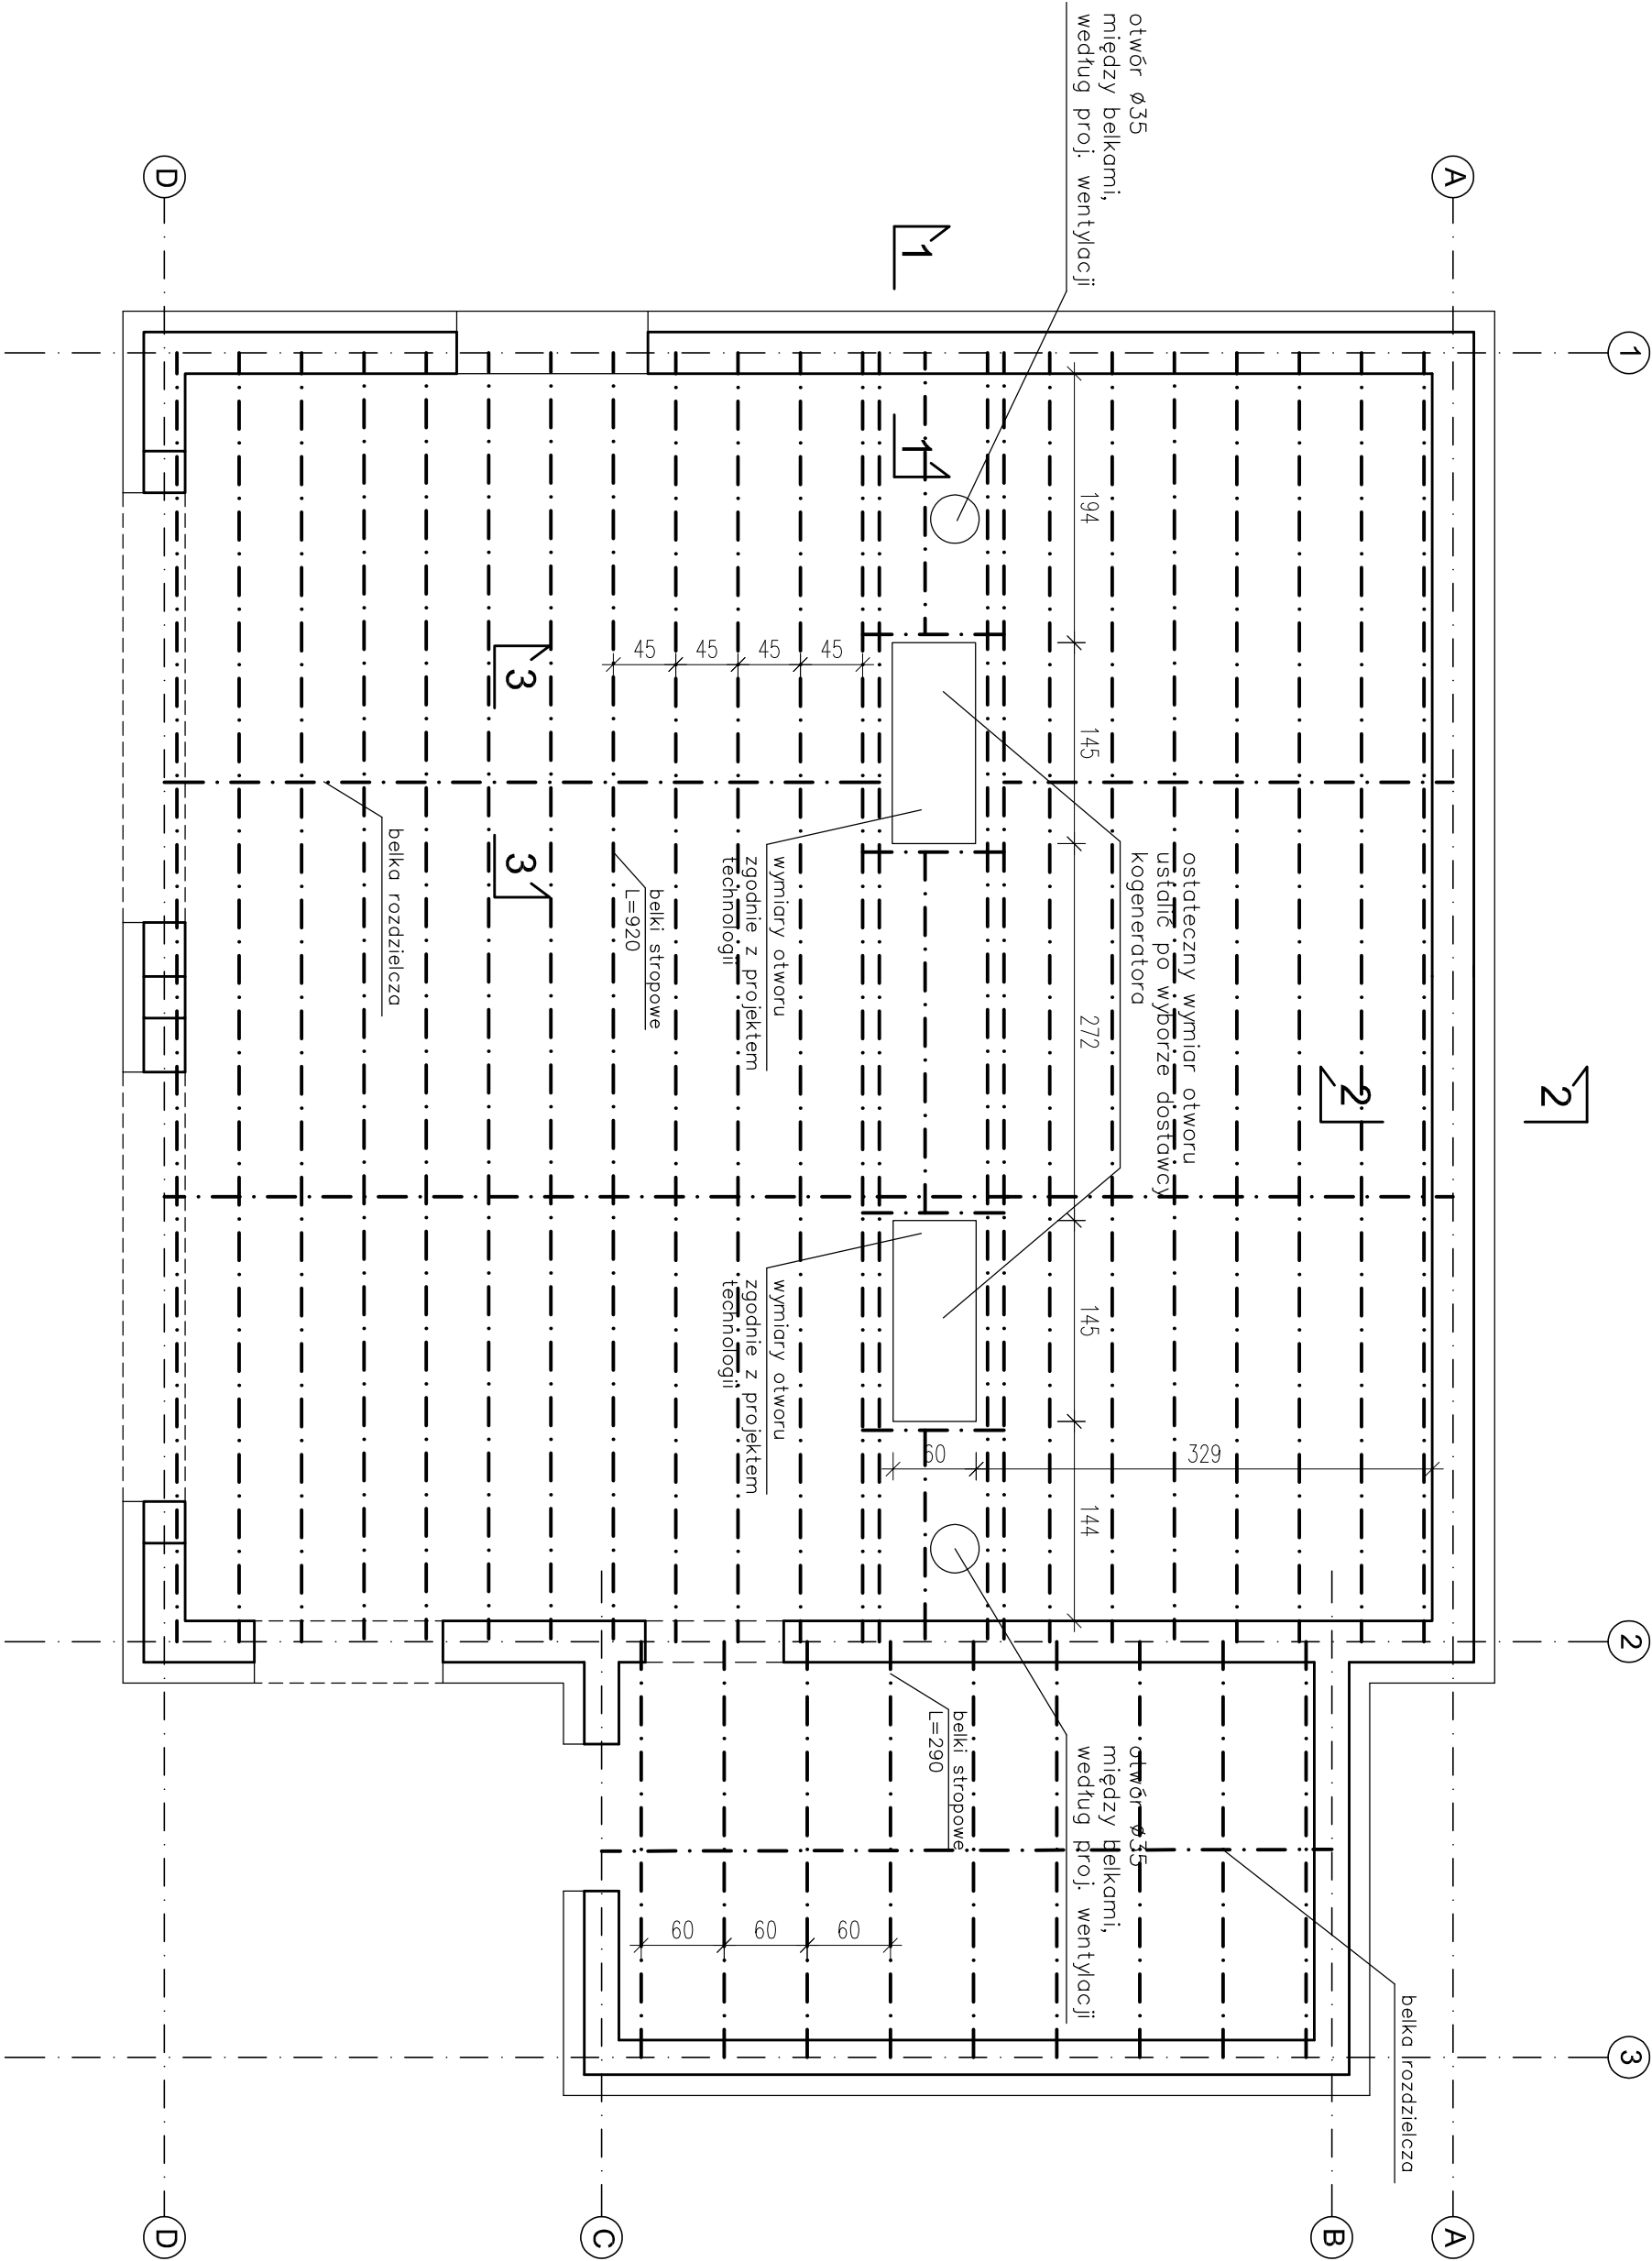 1
2
3
A
A
B
C
D
D
otwór ø35
między belkami,
według proj. wentylacji
1
1
2
2
3
3
194
145
272
145
144
329
60
45
45
45
45
ostateczny wymiar otworu
ustalić po wyborze dostawcy
kogeneratora
wymiary otworu
zgodnie z projektem
technologii
wymiary otworu
zgodnie z projektem
technologii
belki stropowe
L=920
belka rozdzielcza
otwór ø35
między belkami,
według proj. wentylacji
belki stropowe
L=290
60
60
60
belka rozdzielcza